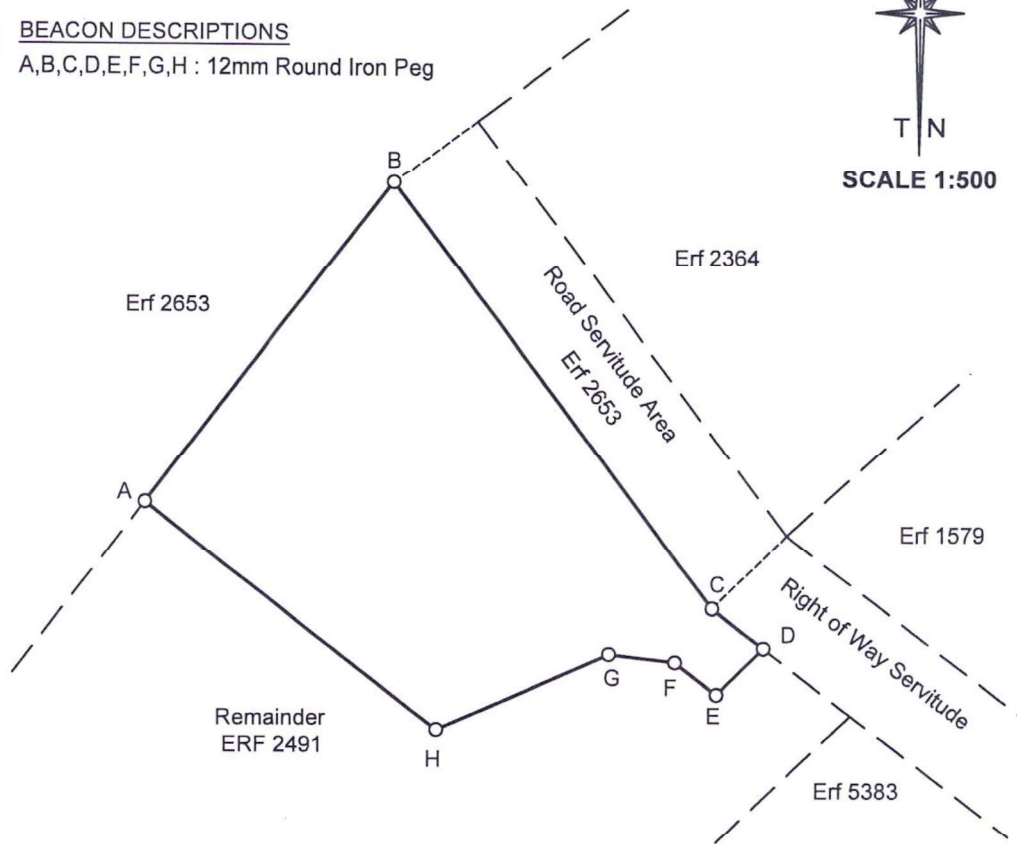 BEACON DESCRIPTIONS
A,B,C,D,E,F,G,H : 12mm Round Iron Peg
T N
SCALE 1:500
B
Erf 2364
Erf 2653
Road Servitude Area
Erf 2653
A
Erf 1579
C
Right of Way Servitude
D
G
F
E
Remainder
ERF 2491
H
Erf 5383